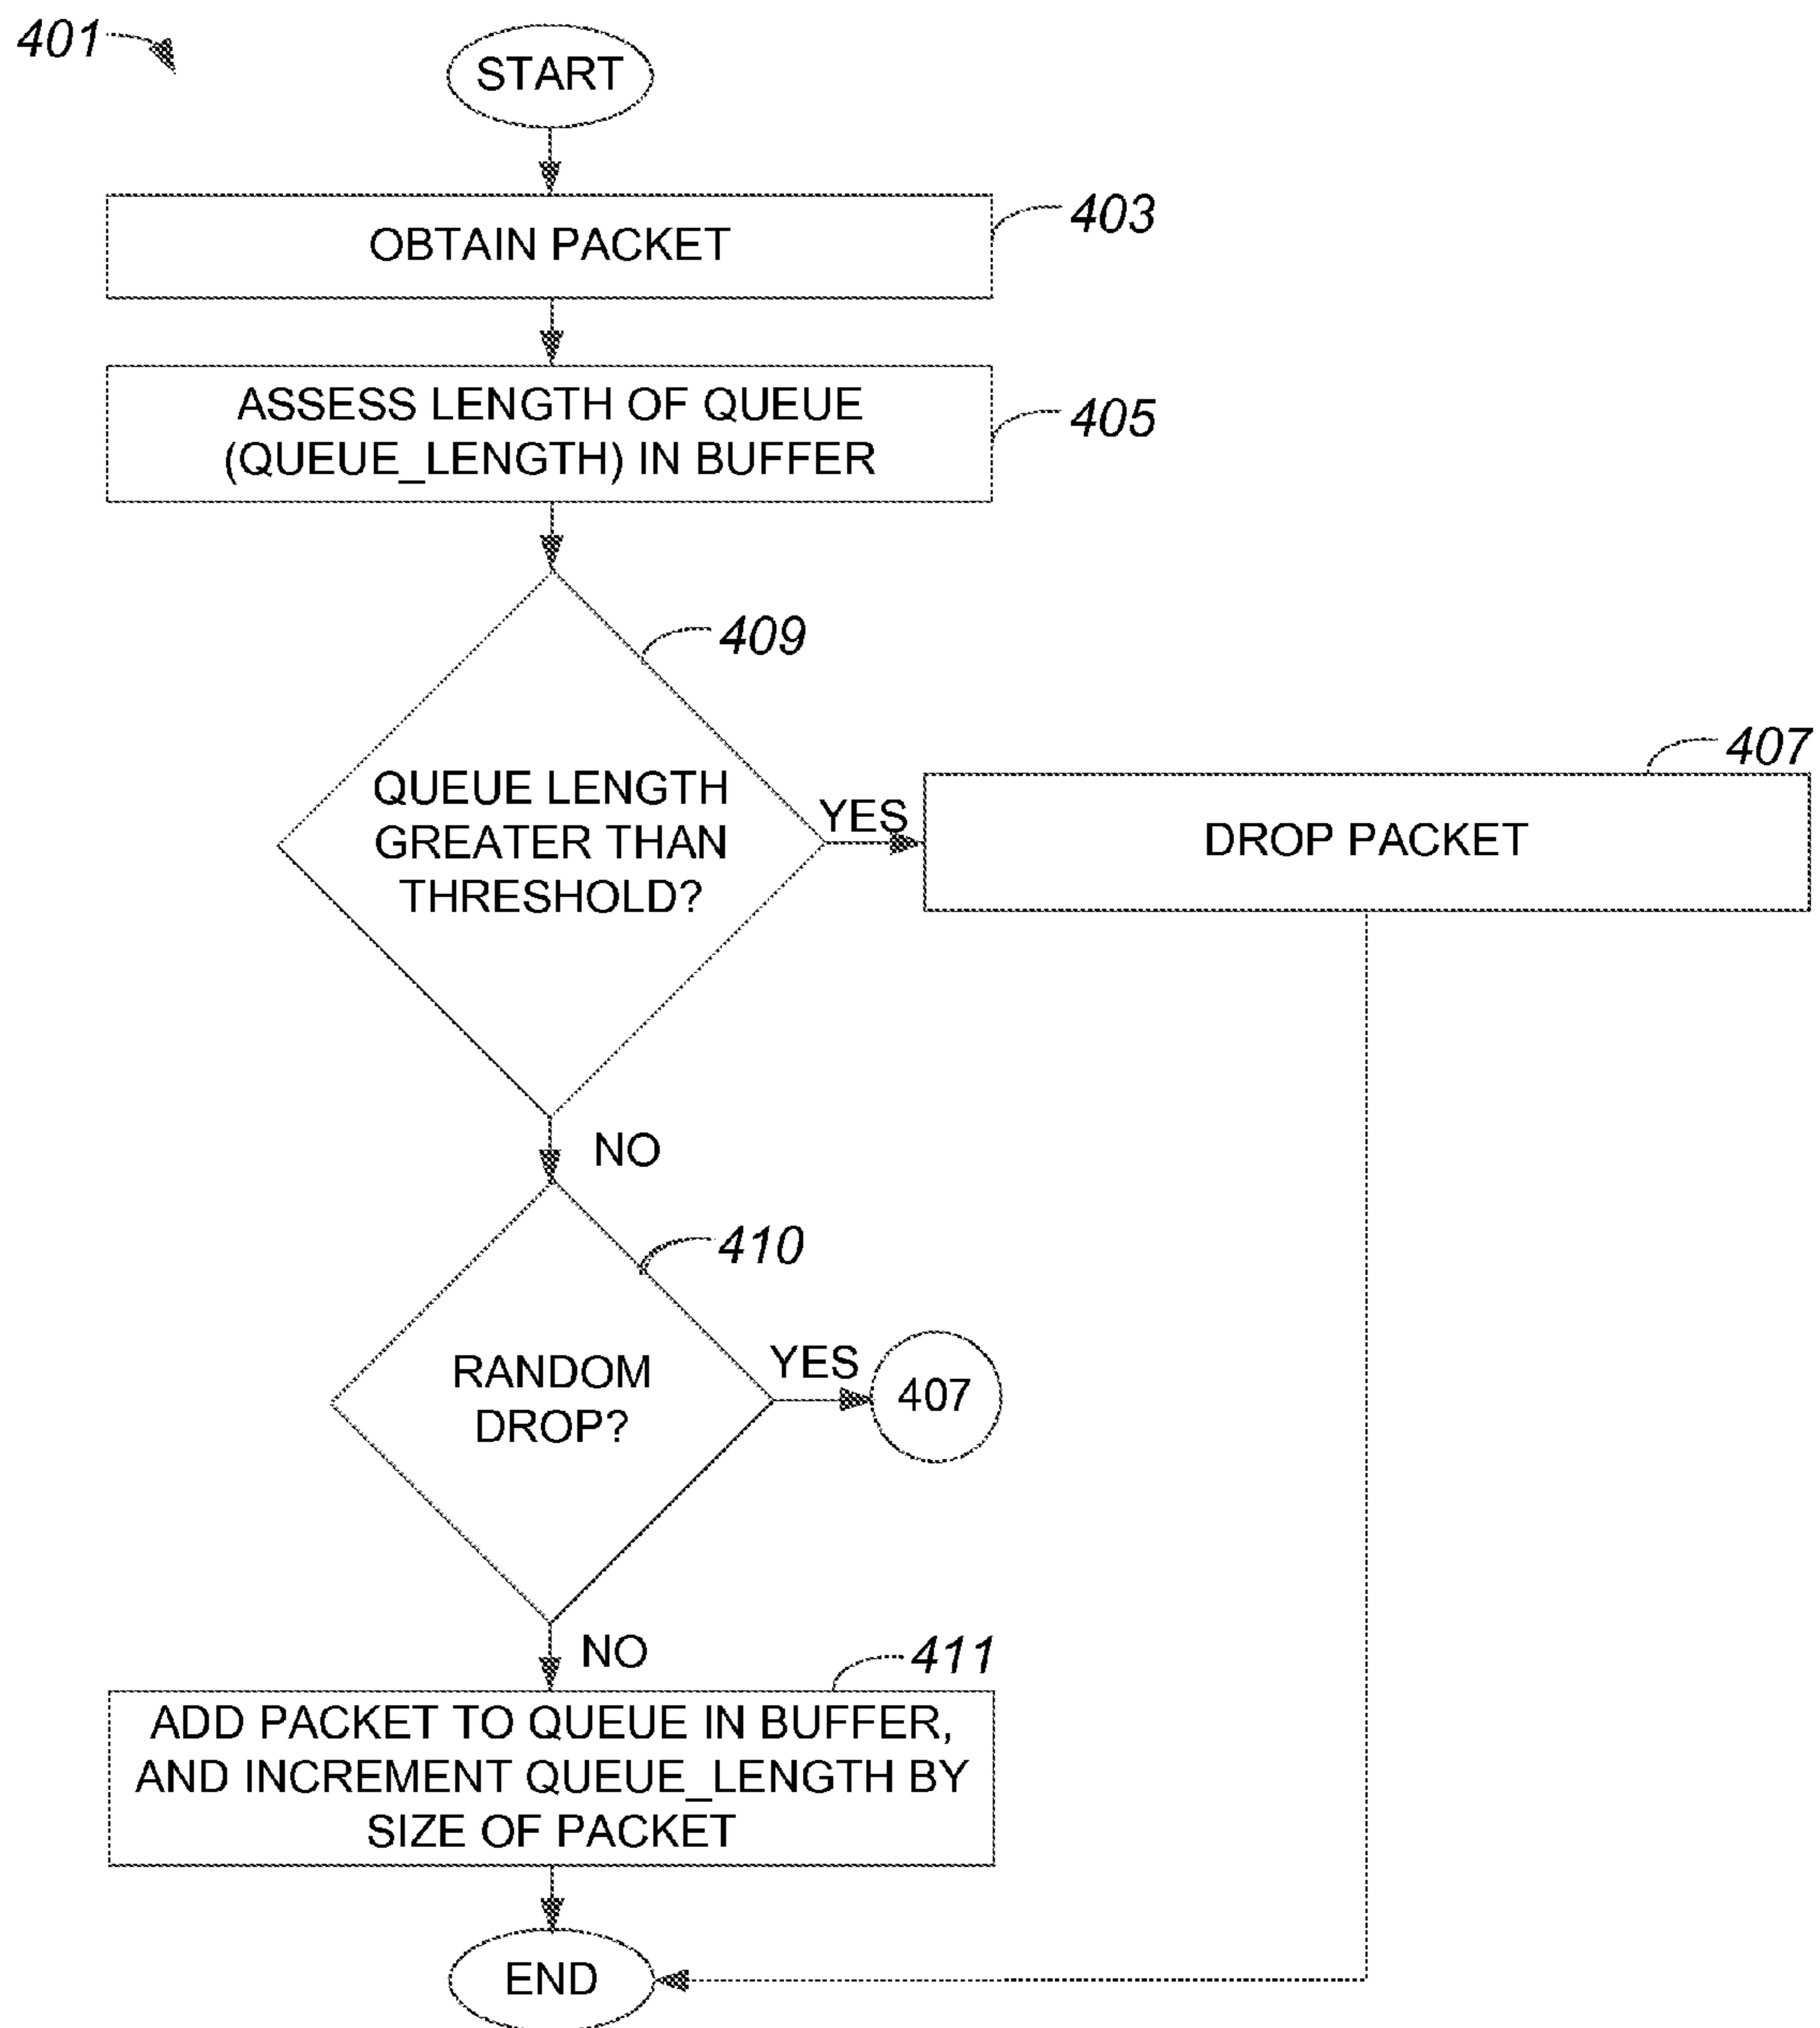 401
START
OBTAIN PACKET
403
ASSESS LENGTH OF QUEUE
(QUEUE_LENGTH) IN BUFFER
405
409
QUEUE LENGTH
GREATER THAN
THRESHOLD?
YES
407
DROP PACKET
NO
410
RANDOM
DROP?
YES
407
NO
411
ADD PACKET TO QUEUE IN BUFFER,
AND INCREMENT QUEUE_LENGTH BY
SIZE OF PACKET
END